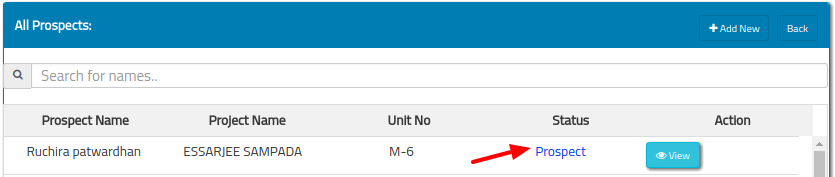 All Prospects:
Add New
Back
Search for names..
Prospect Name Project Name Unit No Status Action
Ruchira patwardhan ESSARJEE SAMPADA M-6 Prospect View